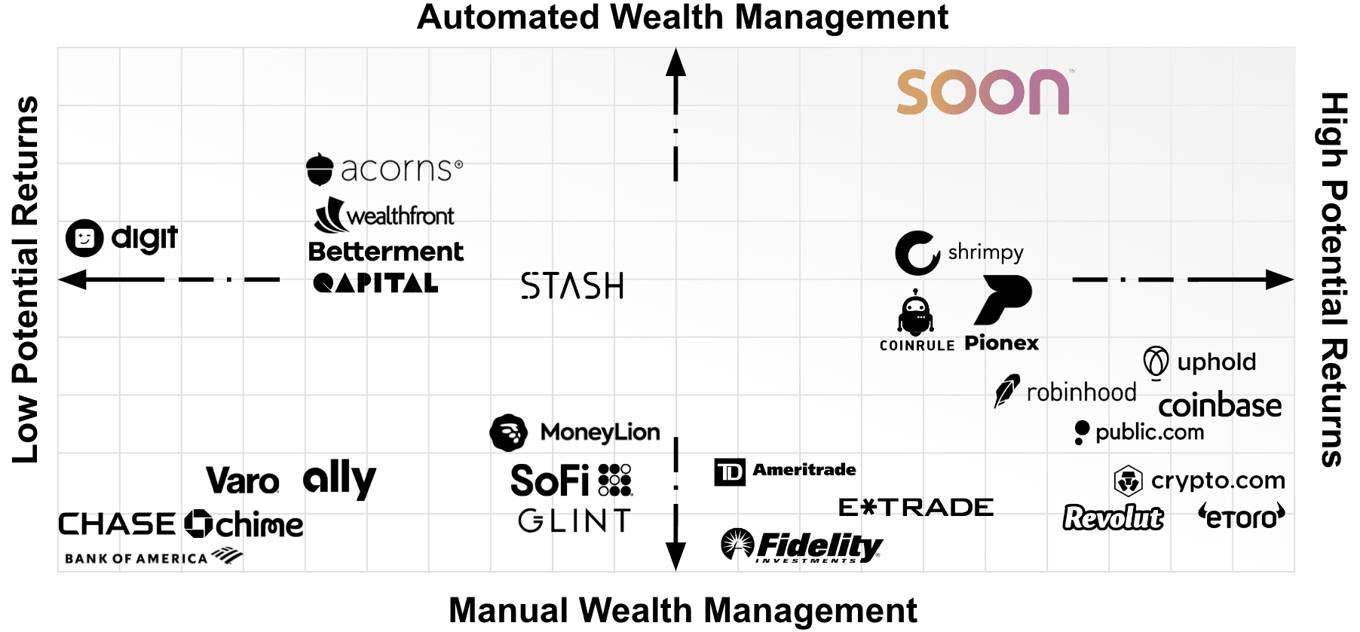 Automated Wealth Management
Low Potential Returns
High Potential Returns
soon™
acorns®
wealthfront
digit
Betterment
QAPITAL
STASH
shrimpy
COINRULE
Pionex
uphold
robinhood
coinbase
public.com
MoneyLion
Varo
ally
SoFi
TD Ameritrade
crypto.com
CHASE
chime
GLINT
E*TRADE
Revolut
eToro
BANK OF AMERICA
Fidelity
INVESTMENTS
Manual Wealth Management